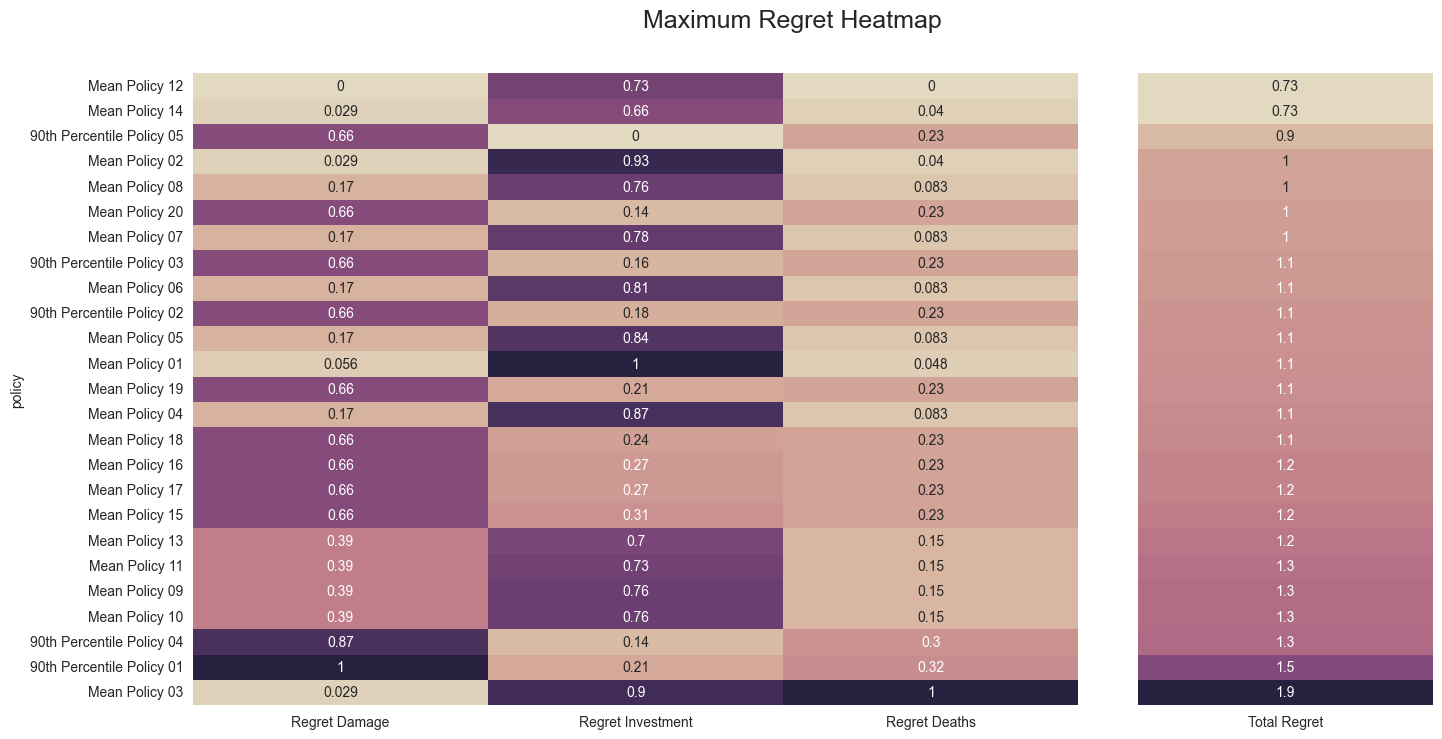 Maximum Regret Heatmap
policy
Mean Policy 12 0 0.73 0 0.73
Mean Policy 14 0.029 0.66 0.04 0.73
90th Percentile Policy 05 0.66 0 0.23 0.9
Mean Policy 02 0.029 0.93 0.04 1
Mean Policy 08 0.17 0.76 0.083 1
Mean Policy 20 0.66 0.14 0.23 1
Mean Policy 07 0.17 0.78 0.083 1
90th Percentile Policy 03 0.66 0.16 0.23 1.1
Mean Policy 06 0.17 0.81 0.083 1.1
90th Percentile Policy 02 0.66 0.18 0.23 1.1
Mean Policy 05 0.17 0.84 0.083 1.1
Mean Policy 01 0.056 1 0.048 1.1
Mean Policy 19 0.66 0.21 0.23 1.1
Mean Policy 04 0.17 0.87 0.083 1.1
Mean Policy 18 0.66 0.24 0.23 1.1
Mean Policy 16 0.66 0.27 0.23 1.2
Mean Policy 17 0.66 0.27 0.23 1.2
Mean Policy 15 0.66 0.31 0.23 1.2
Mean Policy 13 0.39 0.7 0.15 1.2
Mean Policy 11 0.39 0.73 0.15 1.3
Mean Policy 09 0.39 0.76 0.15 1.3
Mean Policy 10 0.39 0.76 0.15 1.3
90th Percentile Policy 04 0.87 0.14 0.3 1.3
90th Percentile Policy 01 1 0.21 0.32 1.5
Mean Policy 03 0.029 0.9 1 1.9
Regret Damage Regret Investment Regret Deaths Total Regret